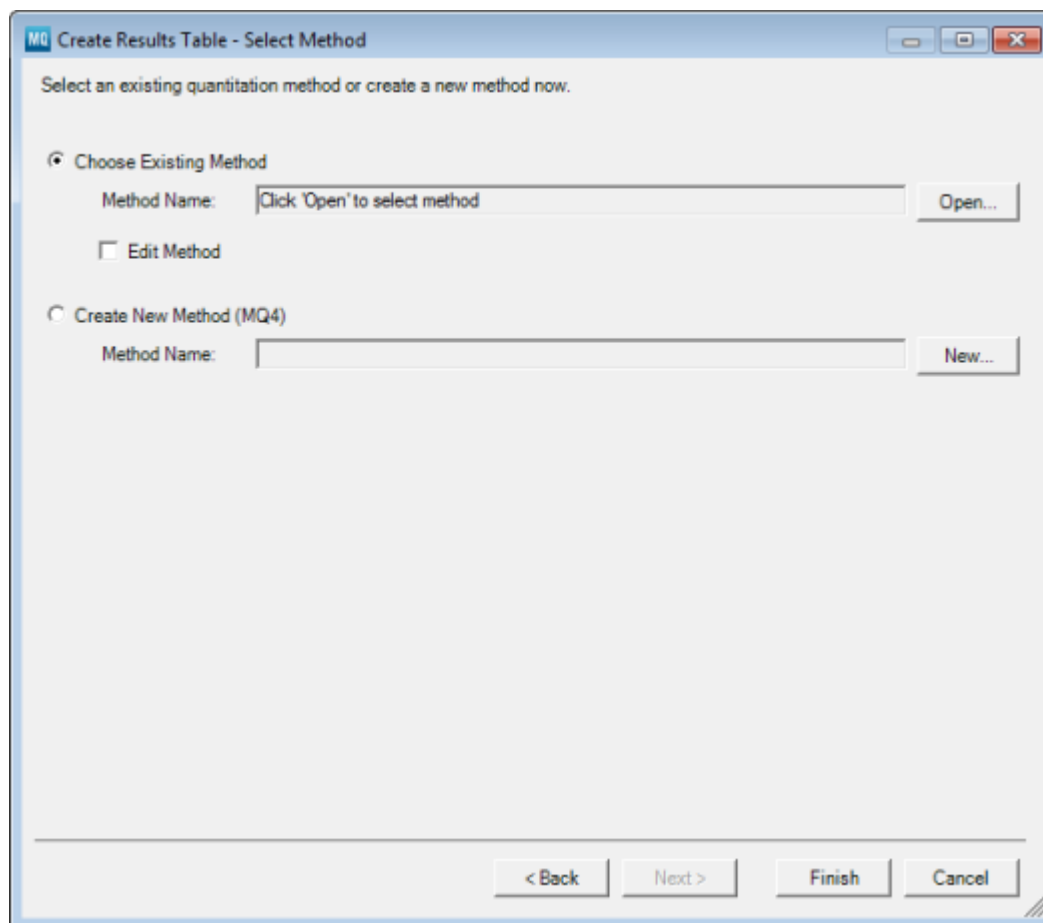 MQ Create Results Table - Select Method
Select an existing quantitation method or create a new method now.
Choose Existing Method
Method Name: Click 'Open' to select method Open...
Edit Method
Create New Method (MQ4)
Method Name: New...
< Back Next > Finish Cancel